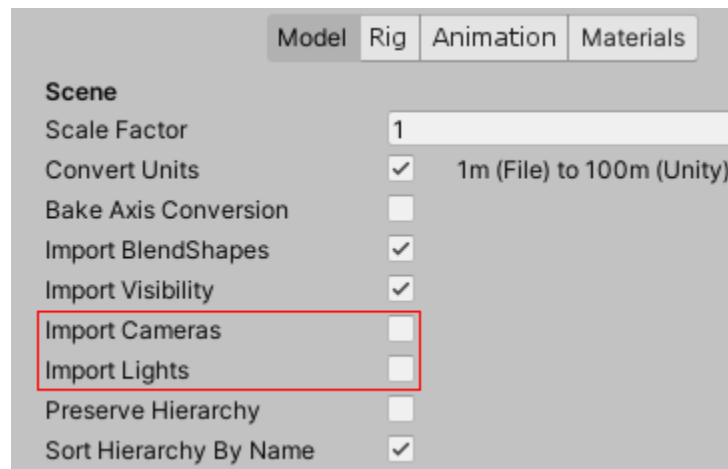 Model Rig Animation Materials
Scene
Scale Factor 1
Convert Units 1m (File) to 100m (Unity)
Bake Axis Conversion
Import BlendShapes
Import Visibility
Import Cameras
Import Lights
Preserve Hierarchy
Sort Hierarchy By Name